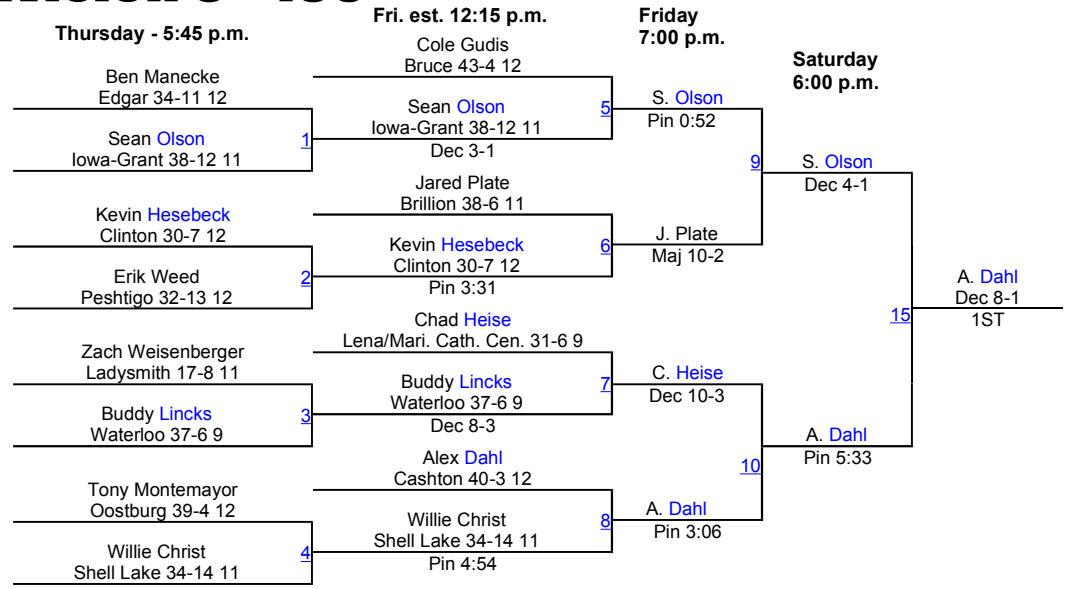 Thursday - 5:45 p.m.
Ben Manecke
Edgar 34-11 12
Sean Olson
Iowa-Grant 38-12 11
1
Kevin Hesebeck
Clinton 30-7 12
Erik Weed
Peshtigo 32-13 12
2
Zach Weisenberger
Ladysmith 17-8 11
Buddy Lincks
Waterloo 37-6 9
3
Tony Montemayor
Oostburg 39-4 12
Willie Christ
Shell Lake 34-14 11
4
Fri. est. 12:15 p.m.
Cole Gudis
Bruce 43-4 12
Sean Olson
Iowa-Grant 38-12 11
Dec 3-1
5
Jared Plate
Brillion 38-6 11
Kevin Hesebeck
Clinton 30-7 12
Pin 3:31
6
Chad Heise
Lena/Mari. Cath. Cen. 31-6 9
Buddy Lincks
Waterloo 37-6 9
Dec 8-3
7
Alex Dahl
Cashton 40-3 12
Willie Christ
Shell Lake 34-14 11
Pin 4:54
8
Friday
7:00 p.m.
S. Olson
Pin 0:52
9
J. Plate
Maj 10-2
C. Heise
Dec 10-3
10
A. Dahl
Pin 3:06
Saturday
6:00 p.m.
S. Olson
Dec 4-1
15
A. Dahl
Pin 5:33
A. Dahl
Dec 8-1
1ST